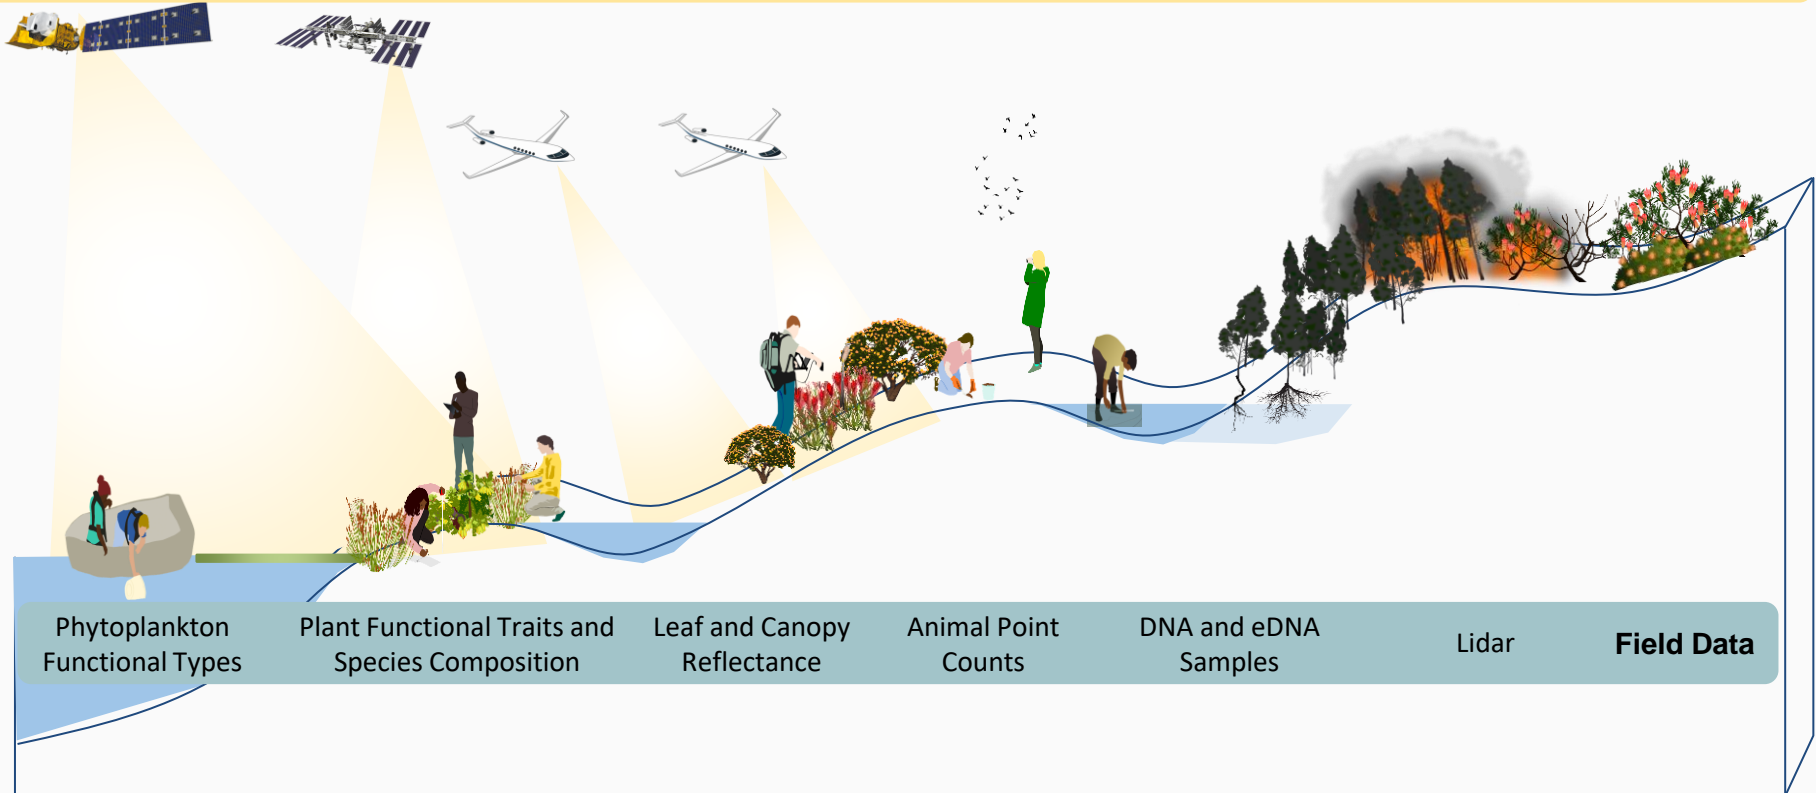 Phytoplankton
Functional Types
Plant Functional Traits and
Species Composition
Leaf and Canopy
Reflectance
Animal Point
Counts
DNA and eDNA
Samples
Lidar
Field Data